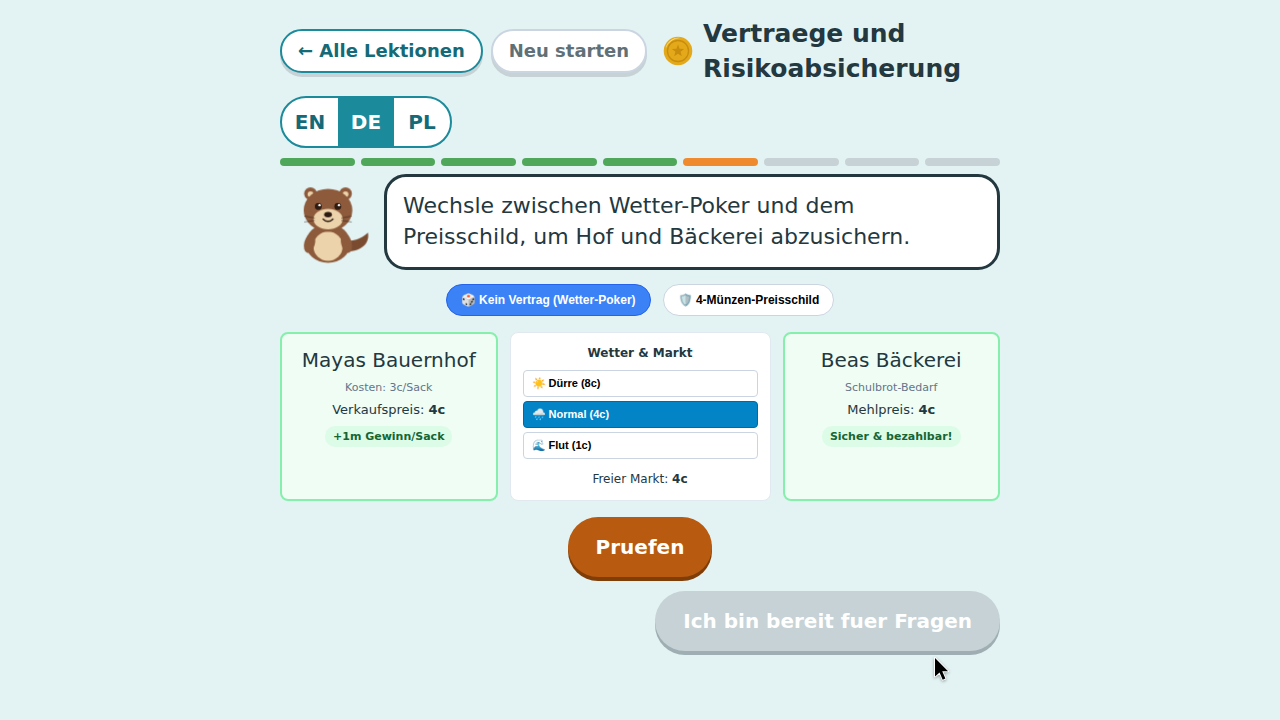 ← Alle Lektionen
Neu starten
Vertraege und
Risikoabsicherung
EN
DE
PL
Wechsle zwischen Wetter-Poker und dem
Preisschild, um Hof und Bäckerei abzusichern.
🎲 Kein Vertrag (Wetter-Poker)
🛡️ 4-Münzen-Preisschild
Mayas Bauernhof
Kosten: 3c/Sack
Verkaufspreis: 4c
+1m Gewinn/Sack
Wetter & Markt
☀️ Dürre (8c)
🌧️ Normal (4c)
🌊 Flut (1c)
Freier Markt: 4c
Beas Bäckerei
Schulbrot-Bedarf
Mehlpreis: 4c
Sicher & bezahlbar!
Pruefen
Ich bin bereit fuer Fragen